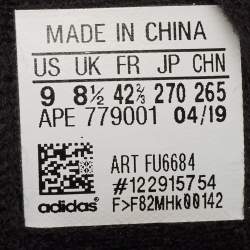 MADE IN CHINA
US UK FR JP CHN
9 8½ 42⅔ 270 265
APE 779001 04/19
ART FU6684
#122915754
adidas F>F82MHk00142